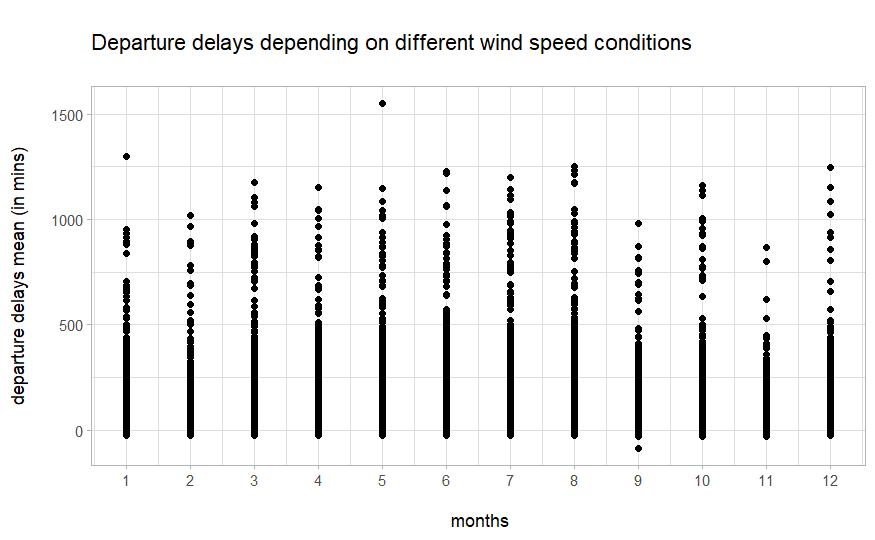 Departure delays depending on different wind speed conditions
departure delays mean (in mins)
1500
1000
500
0
1 2 3 4 5 6 7 8 9 10 11 12
months